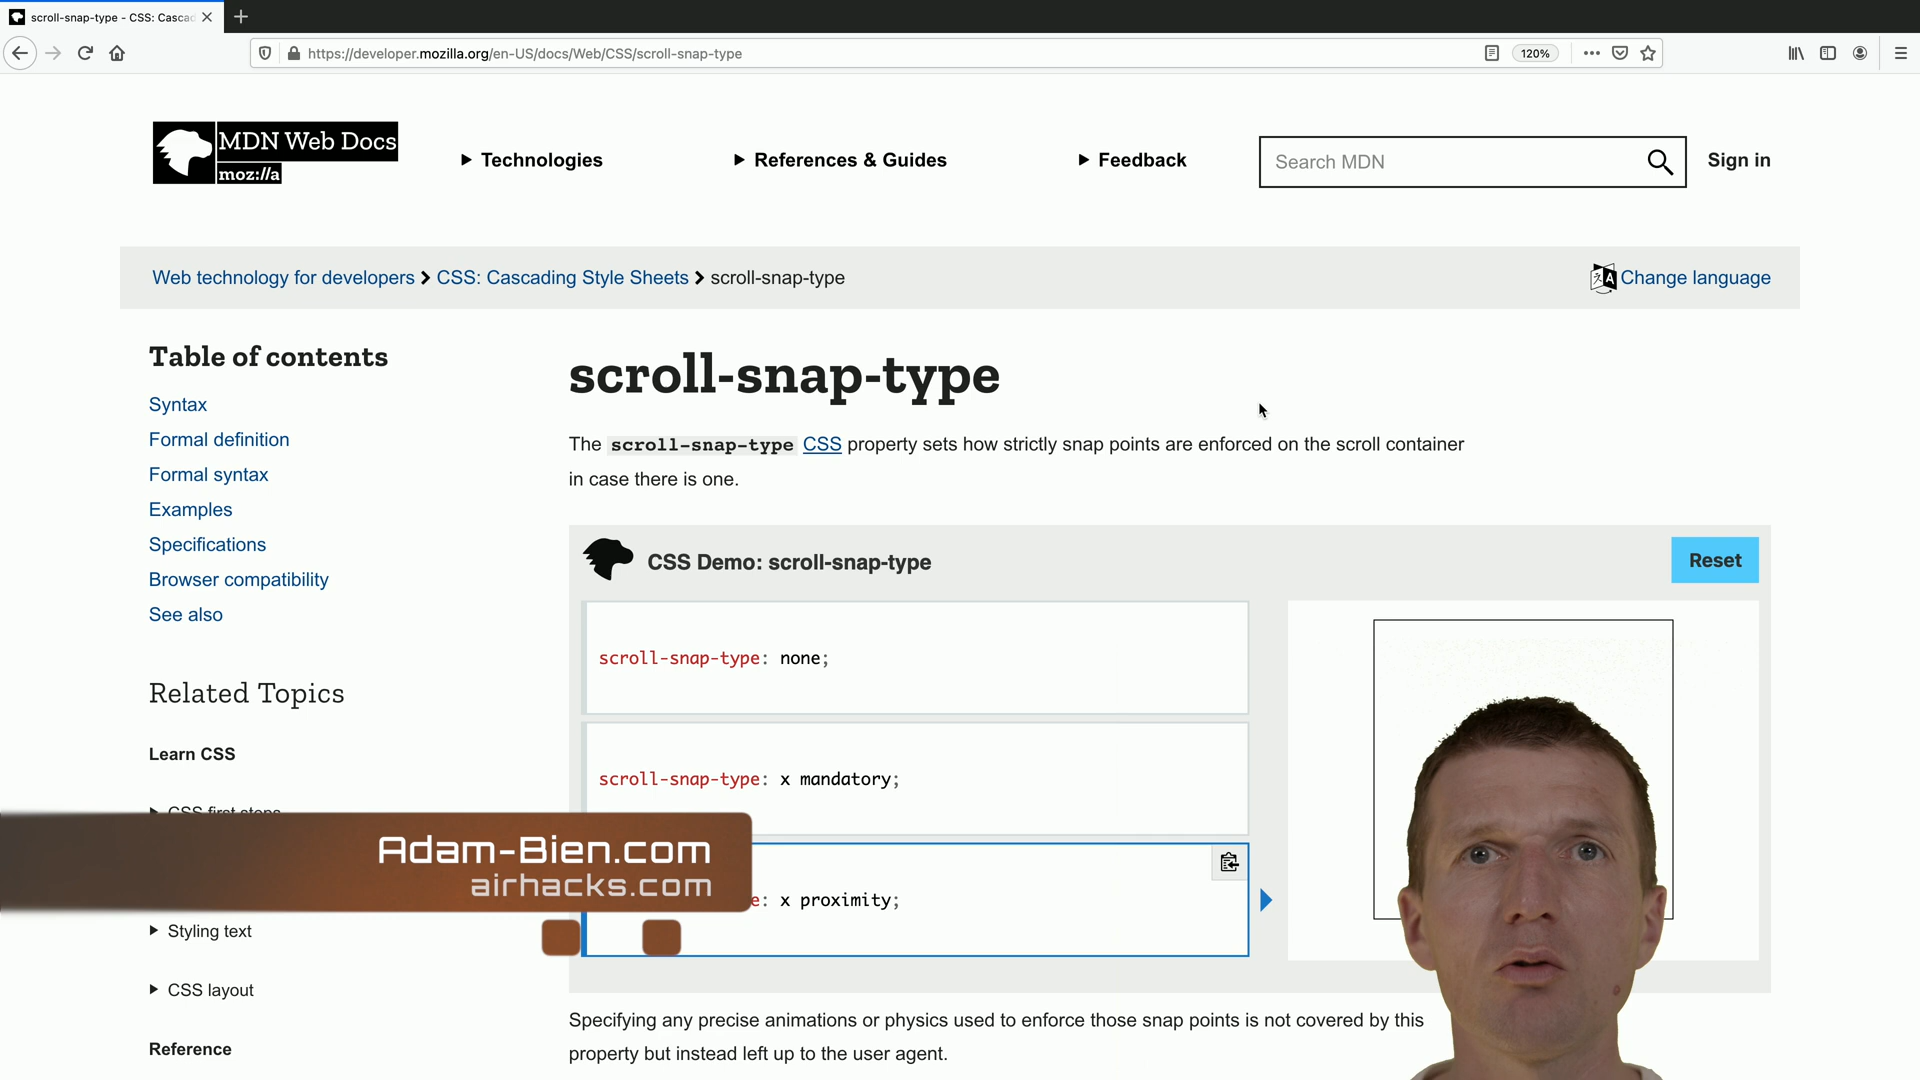 scroll-snap-type - CSS: Cascad
https://developer.mozilla.org/en-US/docs/Web/CSS/scroll-snap-type
120%
MDN Web Docs
moz://a
Technologies
References & Guides
Feedback
Search MDN
Sign in
Web technology for developers
CSS: Cascading Style Sheets
scroll-snap-type
Change language
Table of contents
Syntax
Formal definition
Formal syntax
Examples
Specifications
Browser compatibility
See also
Related Topics
Learn CSS
CSS first steps
Styling text
CSS layout
Reference
scroll-snap-type
The scroll-snap-type CSS property sets how strictly snap points are enforced on the scroll container
in case there is one.
CSS Demo: scroll-snap-type
Reset
scroll-snap-type: none;
scroll-snap-type: x mandatory;
e: x proximity;
Adam-Bien.com
airhacks.com
Specifying any precise animations or physics used to enforce those snap points is not covered by this
property but instead left up to the user agent.